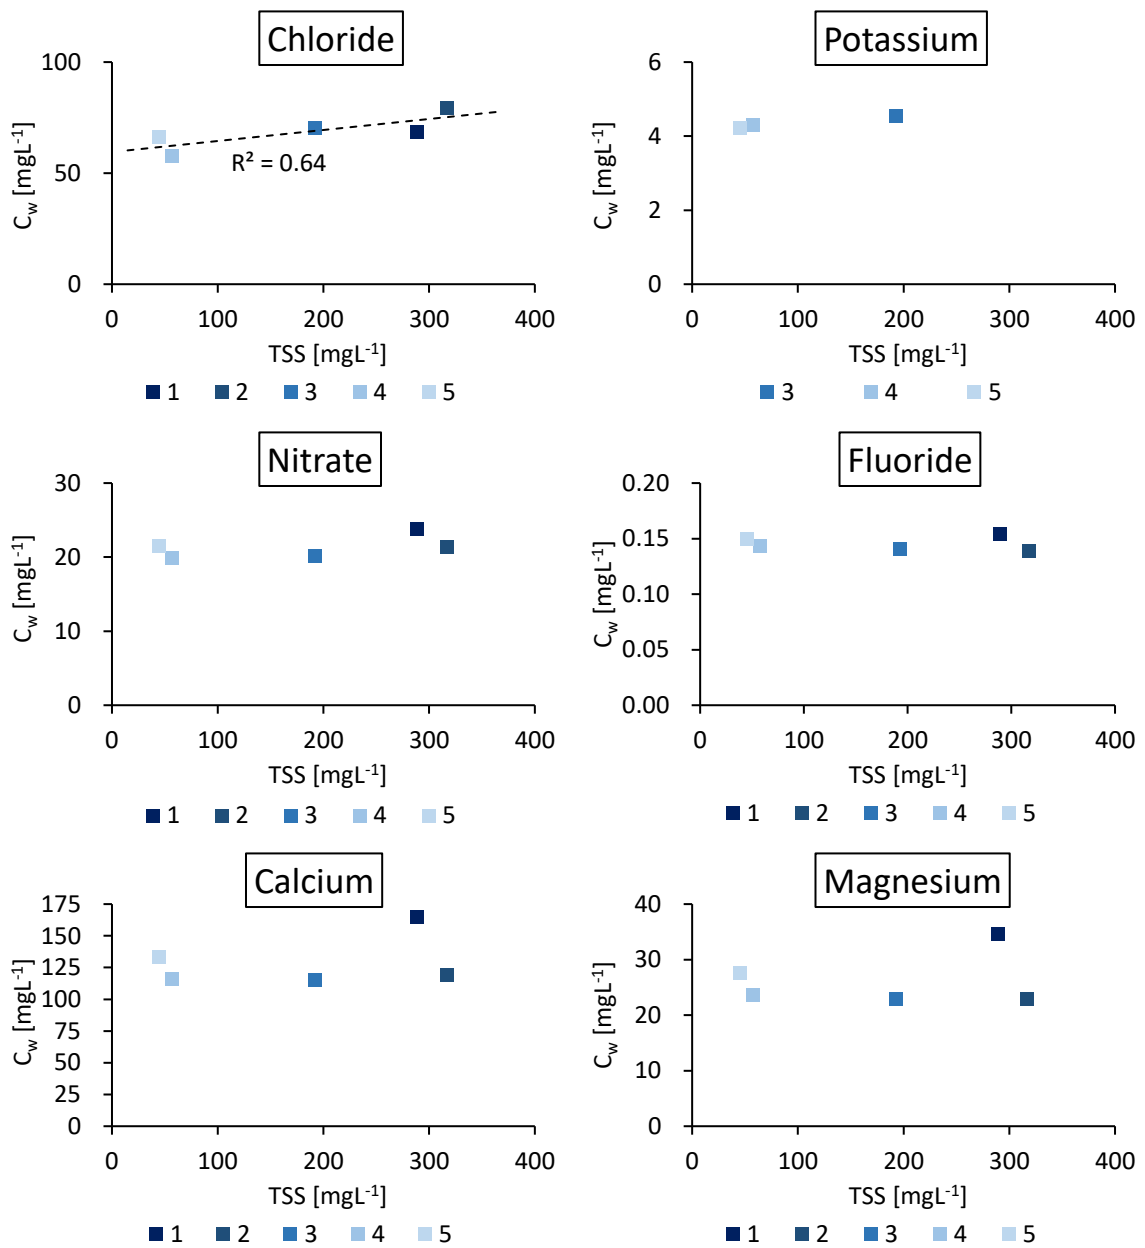 Chloride
100
50
0
C_w [mgL⁻¹]
R² = 0.64
0 100 200 300 400
TSS [mgL⁻¹]
1 2 3 4 5
Potassium
6
4
2
0
C_w [mgL⁻¹]
0 100 200 300 400
TSS [mgL⁻¹]
3 4 5
Nitrate
30
20
10
0
C_w [mgL⁻¹]
0 100 200 300 400
TSS [mgL⁻¹]
1 2 3 4 5
Fluoride
0.20
0.15
0.10
0.05
0.00
C_w [mgL⁻¹]
0 100 200 300 400
TSS [mgL⁻¹]
1 2 3 4 5
Calcium
175
150
125
100
75
50
25
0
C_w [mgL⁻¹]
0 100 200 300 400
TSS [mgL⁻¹]
1 2 3 4 5
Magnesium
40
30
20
10
0
C_w [mgL⁻¹]
0 100 200 300 400
TSS [mgL⁻¹]
1 2 3 4 5